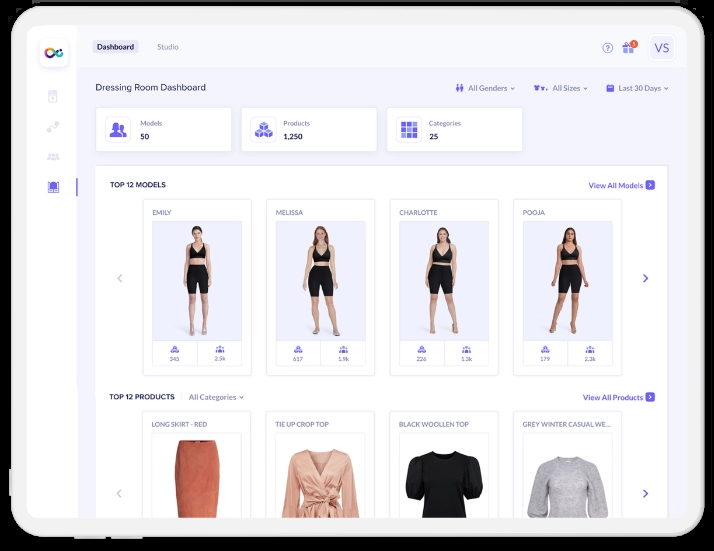 Dashboard Studio
1
VS
Dressing Room Dashboard
All Genders
All Sizes
Last 30 Days
Models
50
Products
1,250
Categories
25
TOP 12 MODELS
View All Models
EMILY
MELISSA
CHARLOTTE
POOJA
345
2.5k
617
1.9k
226
1.3k
179
2.3k
TOP 12 PRODUCTS
All Categories
View All Products
LONG SKIRT - RED
TIE UP CROP TOP
BLACK WOOLLEN TOP
GREY WINTER CASUAL WE...